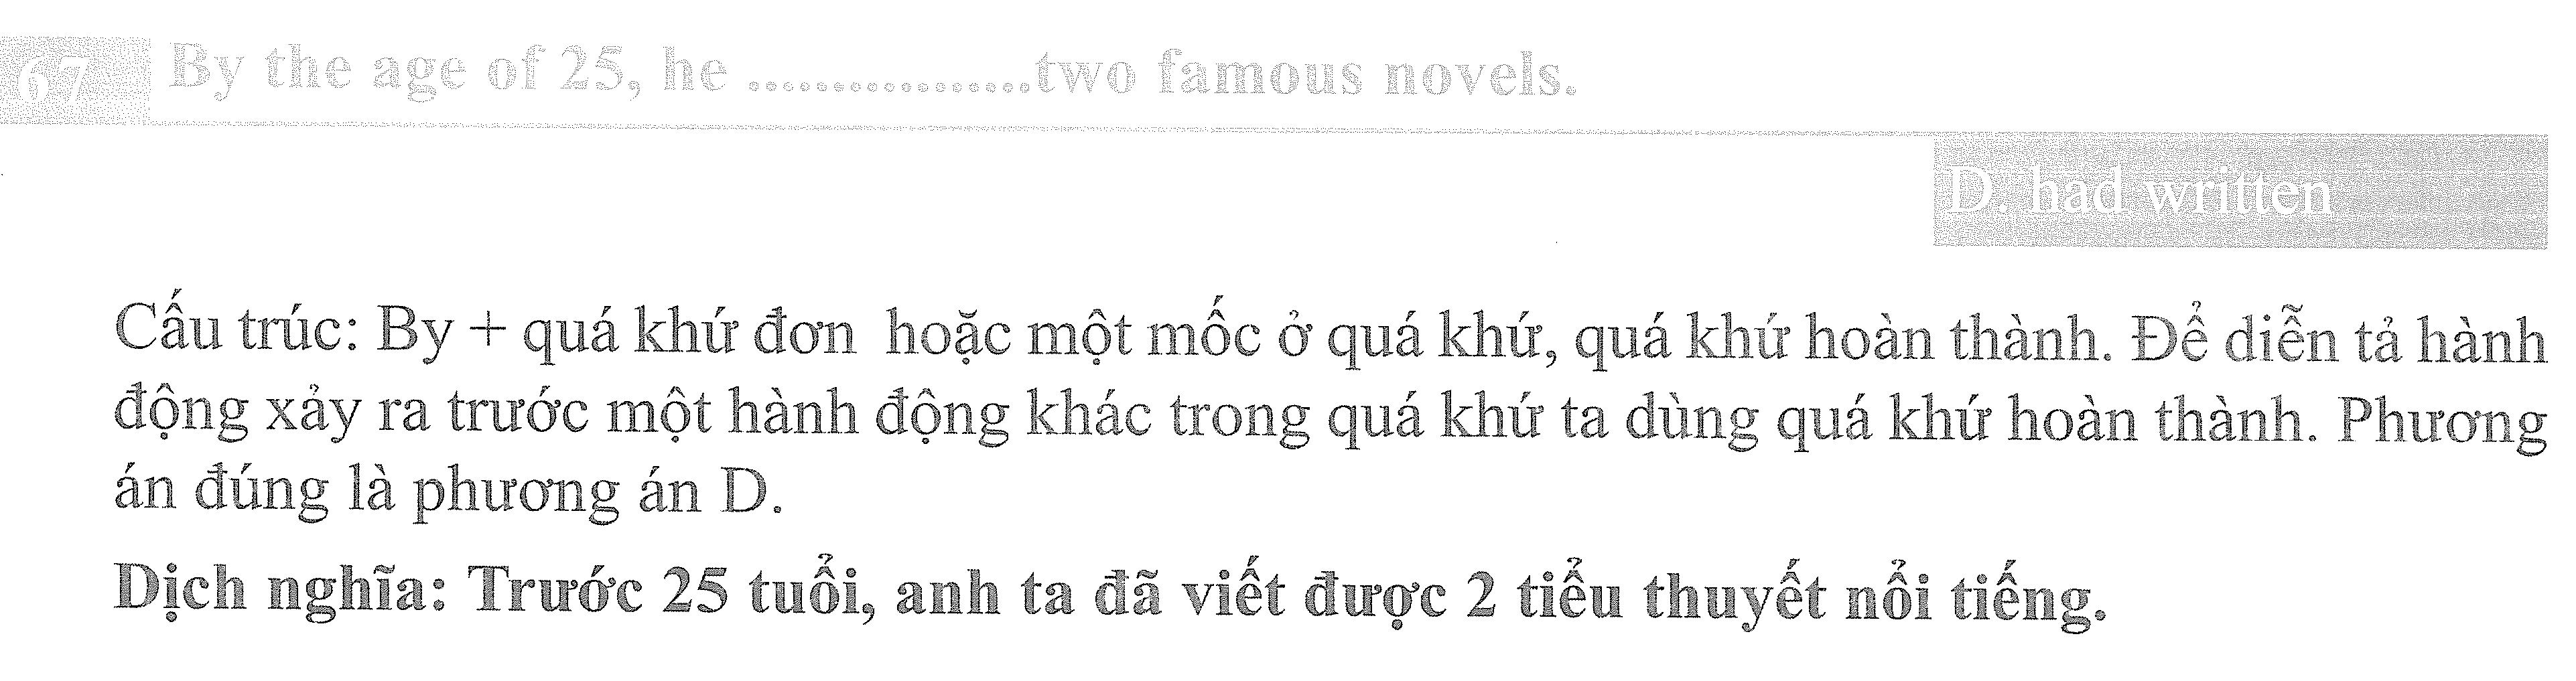 67 By the age of 25, he .................two famous novels.
D. had written
Cấu trúc: By + quá khứ đơn hoặc một mốc ở quá khứ, quá khứ hoàn thành. Để diễn tả hành
động xảy ra trước một hành động khác trong quá khứ ta dùng quá khứ hoàn thành. Phương
án đúng là phương án D.
Dịch nghĩa: Trước 25 tuổi, anh ta đã viết được 2 tiểu thuyết nổi tiếng.